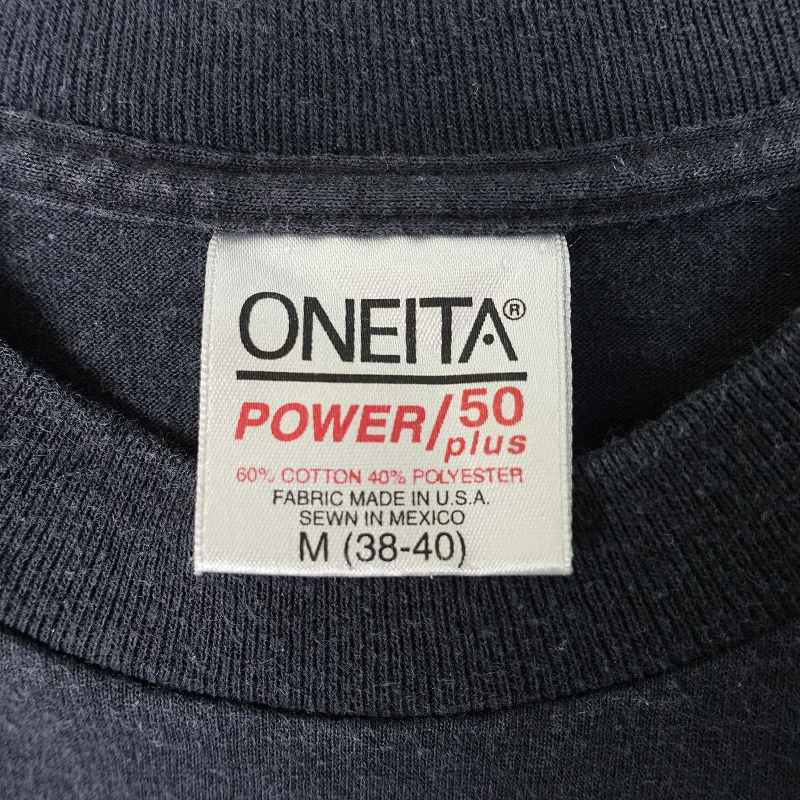 ONEITA®
POWER/50 plus
60% COTTON 40% POLYESTER
FABRIC MADE IN U.S.A.
SEWN IN MEXICO
M (38-40)